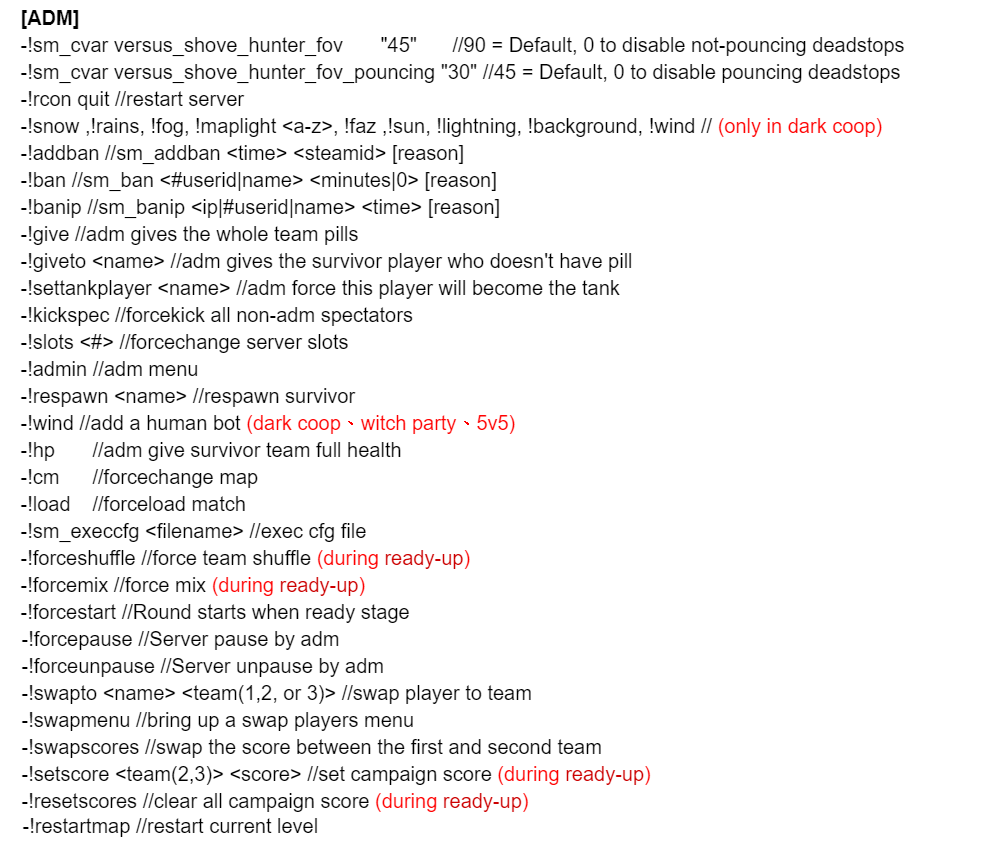 [ADM]
-!sm_cvar versus_shove_hunter_fov "45" //90 = Default, 0 to disable not-pouncing deadstops
-!sm_cvar versus_shove_hunter_fov_pouncing "30" //45 = Default, 0 to disable pouncing deadstops
-!rcon quit //restart server
-!snow ,!rains, !fog, !maplight <a-z>, !faz ,!sun, !lightning, !background, !wind // (only in dark coop)
-!addban //sm_addban <time> <steamid> [reason]
-!ban //sm_ban <#userid|name> <minutes|0> [reason]
-!banip //sm_banip <ip|#userid|name> <time> [reason]
-!give //adm gives the whole team pills
-!giveto <name> //adm gives the survivor player who doesn't have pill
-!settankplayer <name> //adm force this player will become the tank
-!kickspec //forcekick all non-adm spectators
-!slots <#> //forcechange server slots
-!admin //adm menu
-!respawn <name> //respawn survivor
-!wind //add a human bot (dark coop、witch party、5v5)
-!hp //adm give survivor team full health
-!cm //forcechange map
-!load //forceload match
-!sm_execcfg <filename> //exec cfg file
-!forceshuffle //force team shuffle (during ready-up)
-!forcemix //force mix (during ready-up)
-!forcestart //Round starts when ready stage
-!forcepause //Server pause by adm
-!forceunpause //Server unpause by adm
-!swapto <name> <team(1,2, or 3)> //swap player to team
-!swapmenu //bring up a swap players menu
-!swapscores //swap the score between the first and second team
-!setscore <team(2,3)> <score> //set campaign score (during ready-up)
-!resetscores //clear all campaign score (during ready-up)
-!restartmap //restart current level